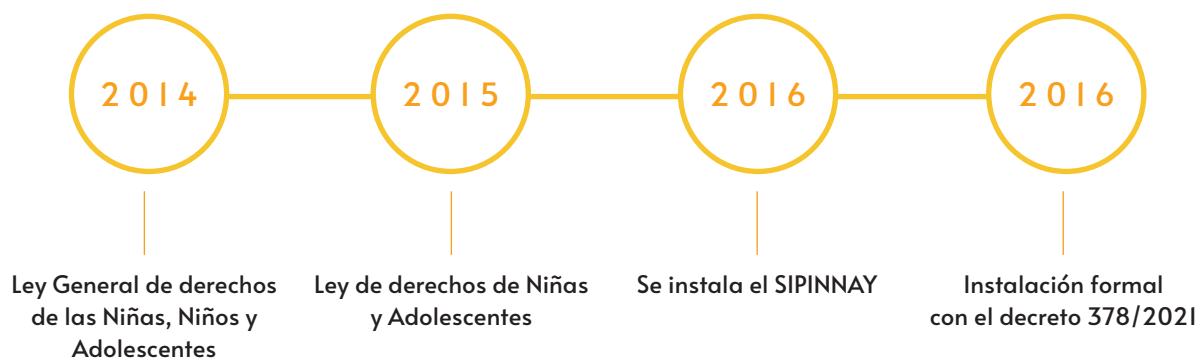 2014
2015
2016
2016
Ley General de derechos
de las Niñas, Niños y
Adolescentes
Ley de derechos de Niñas
y Adolescentes
Se instala el SIPINNAY
Instalación formal
con el decreto 378/2021